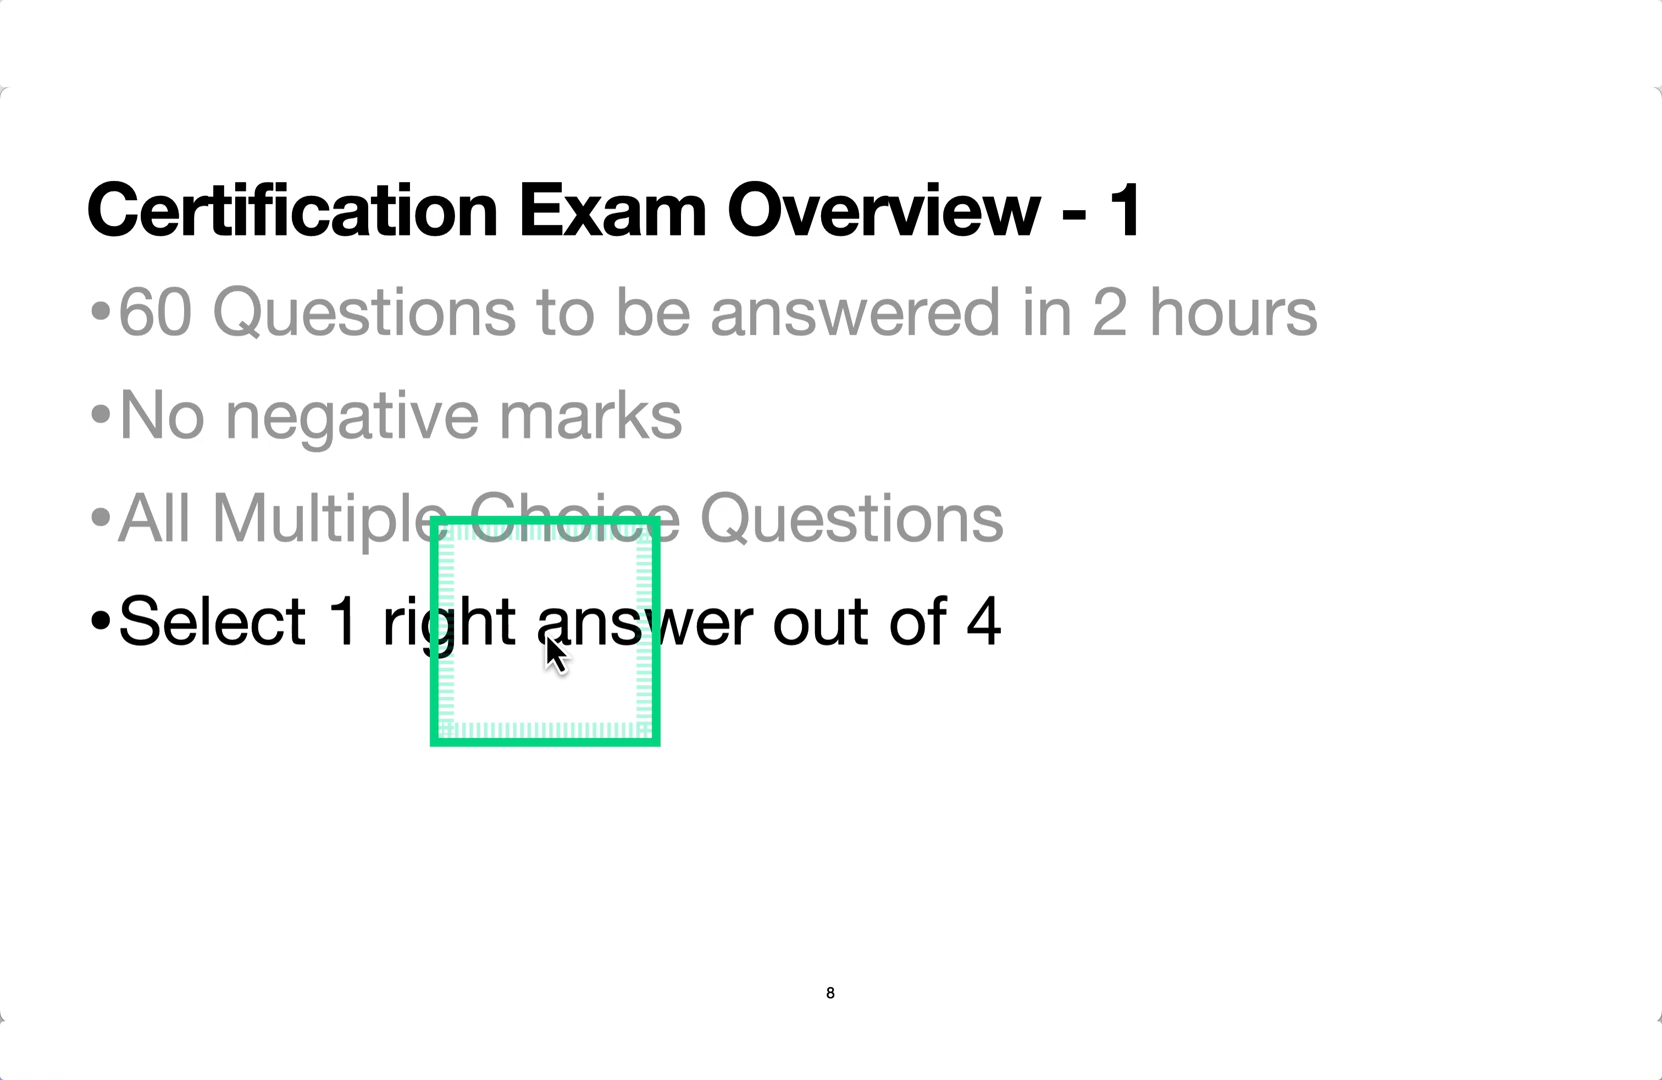 Certification Exam Overview - 1
•60 Questions to be answered in 2 hours
•No negative marks
•All Multiple Choice Questions
•Select 1 right answer out of 4
8